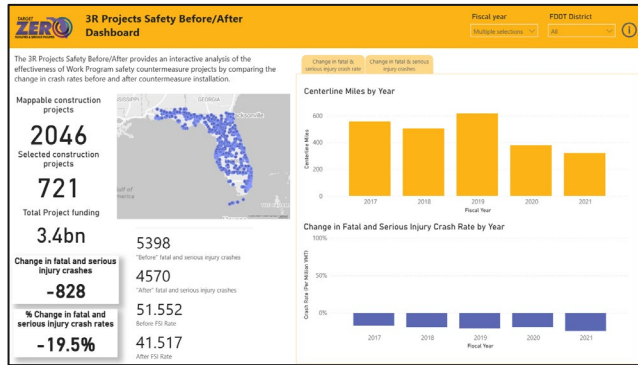 TARGET
ZERO
3R Projects Safety Before/After
Dashboard
Fiscal year
Multiple selections
FDOT District
All
The 3R Projects Safety Before/After provides an interactive analysis of the
effectiveness of Work Program safety countermeasure projects by comparing the
change in crash rates before and after countermeasure installation.
Mappable construction
projects
2046
Selected construction
projects
721
Total Project funding
3.4bn
Change in fatal and serious
injury crashes
-828
% Change in fatal and
serious injury crash rates
-19.5%
MISSISSIPPI
GEORGIA
Jacksonville
Gulf of
5398
"Before" fatal and serious injury crashes
4570
"After" fatal and serious injury crashes
51.552
Before FSI Rate
41.517
After FSI Rate
Change in fatal &
serious injury crash rate
Change in fatal & serious
injury crashes
Centerline Miles by Year
Centerline Miles
600
400
200
0
2017 2018 2019 2020 2021
Fiscal Year
Change in Fatal and Serious Injury Crash Rate by Year
Crash Rate (Per Million VMT)
100%
50%
0%
2017 2018 2019 2020 2021
Fiscal Year